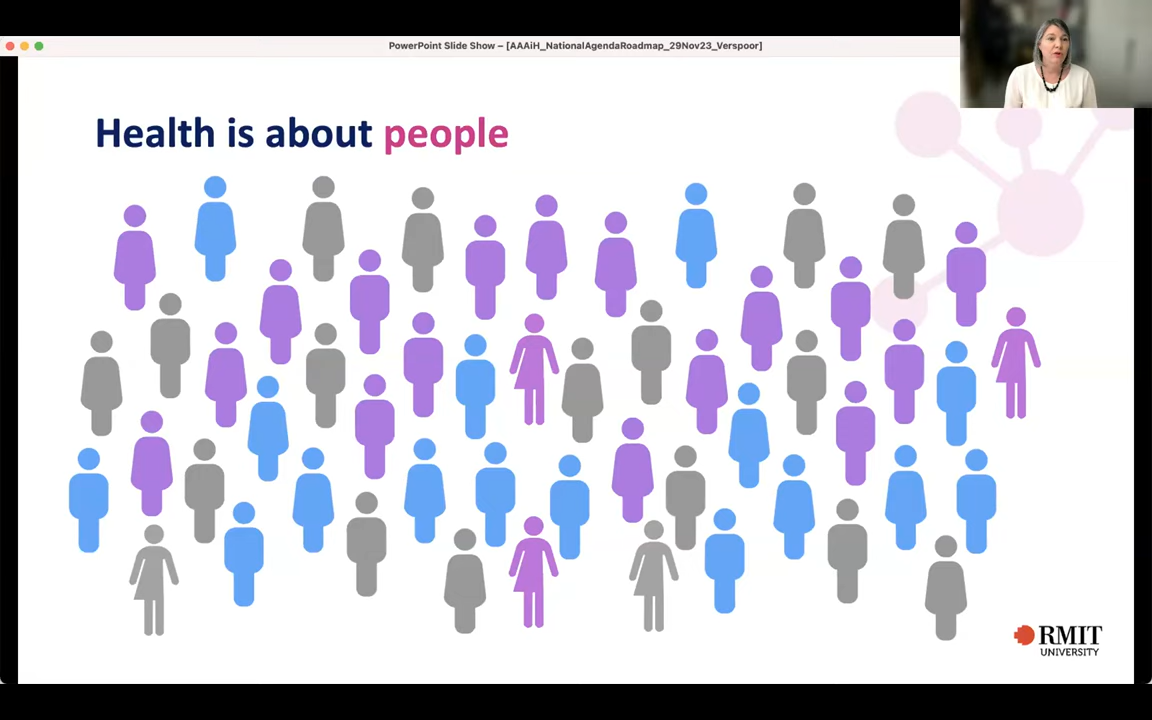 PowerPoint Slide Show – [AAAiH_NationalAgendaRoadmap_29Nov23_Verspoor]
Health is about people
RMIT
UNIVERSITY